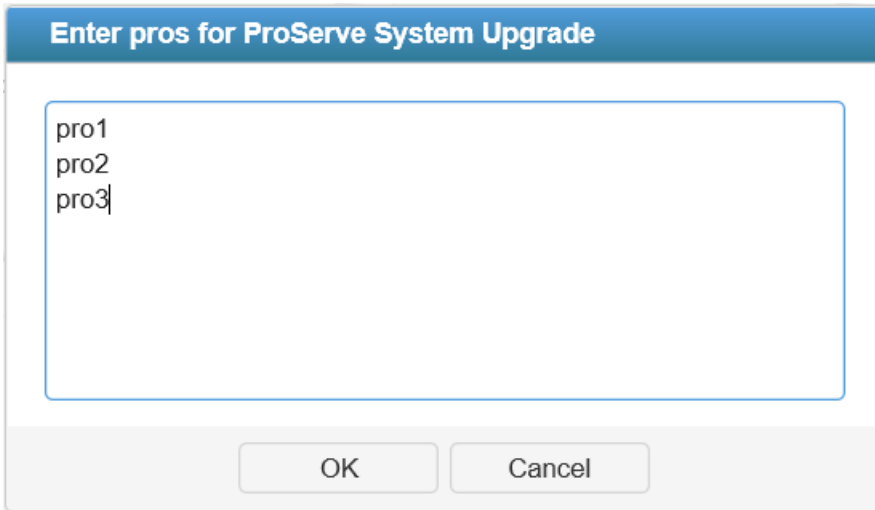 Enter pros for ProServe System Upgrade
pro1
pro2
pro3
OK
Cancel